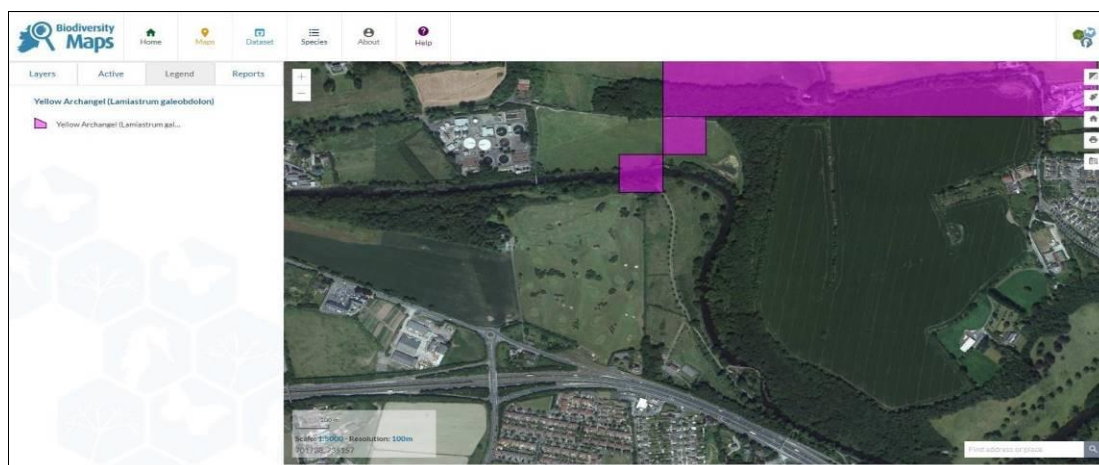 Biodiversity
Maps
Home
Maps
Dataset
Species
About
Help
Layers
Active
Legend
Reports
Yellow Archangel (Lamiastrum galeobdolon)
Yellow Archangel (Lamiastrum gal...
100 m
Scale: 1:5000 - Resolution: 100m
Find address or place